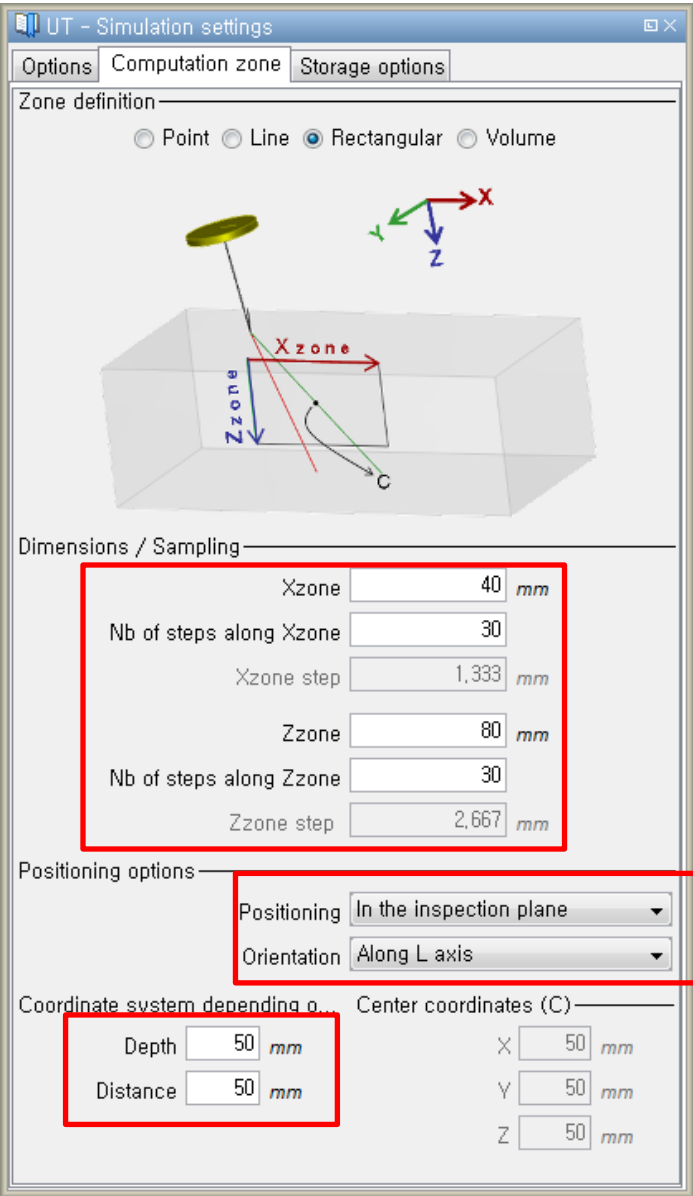 UT - Simulation settings
Options Computation zone Storage options
Zone definition
Point Line Rectangular Volume
X
Y
Z
Xzone
Zzone
C
Dimensions / Sampling
Xzone 40 mm
Nb of steps along Xzone 30
Xzone step 1,333 mm
Zzone 80 mm
Nb of steps along Zzone 30
Zzone step 2,667 mm
Positioning options
Positioning In the inspection plane
Orientation Along L axis
Coordinate system depending o... Center coordinates (C)
Depth 50 mm X 50 mm
Distance 50 mm Y 50 mm
Z 50 mm